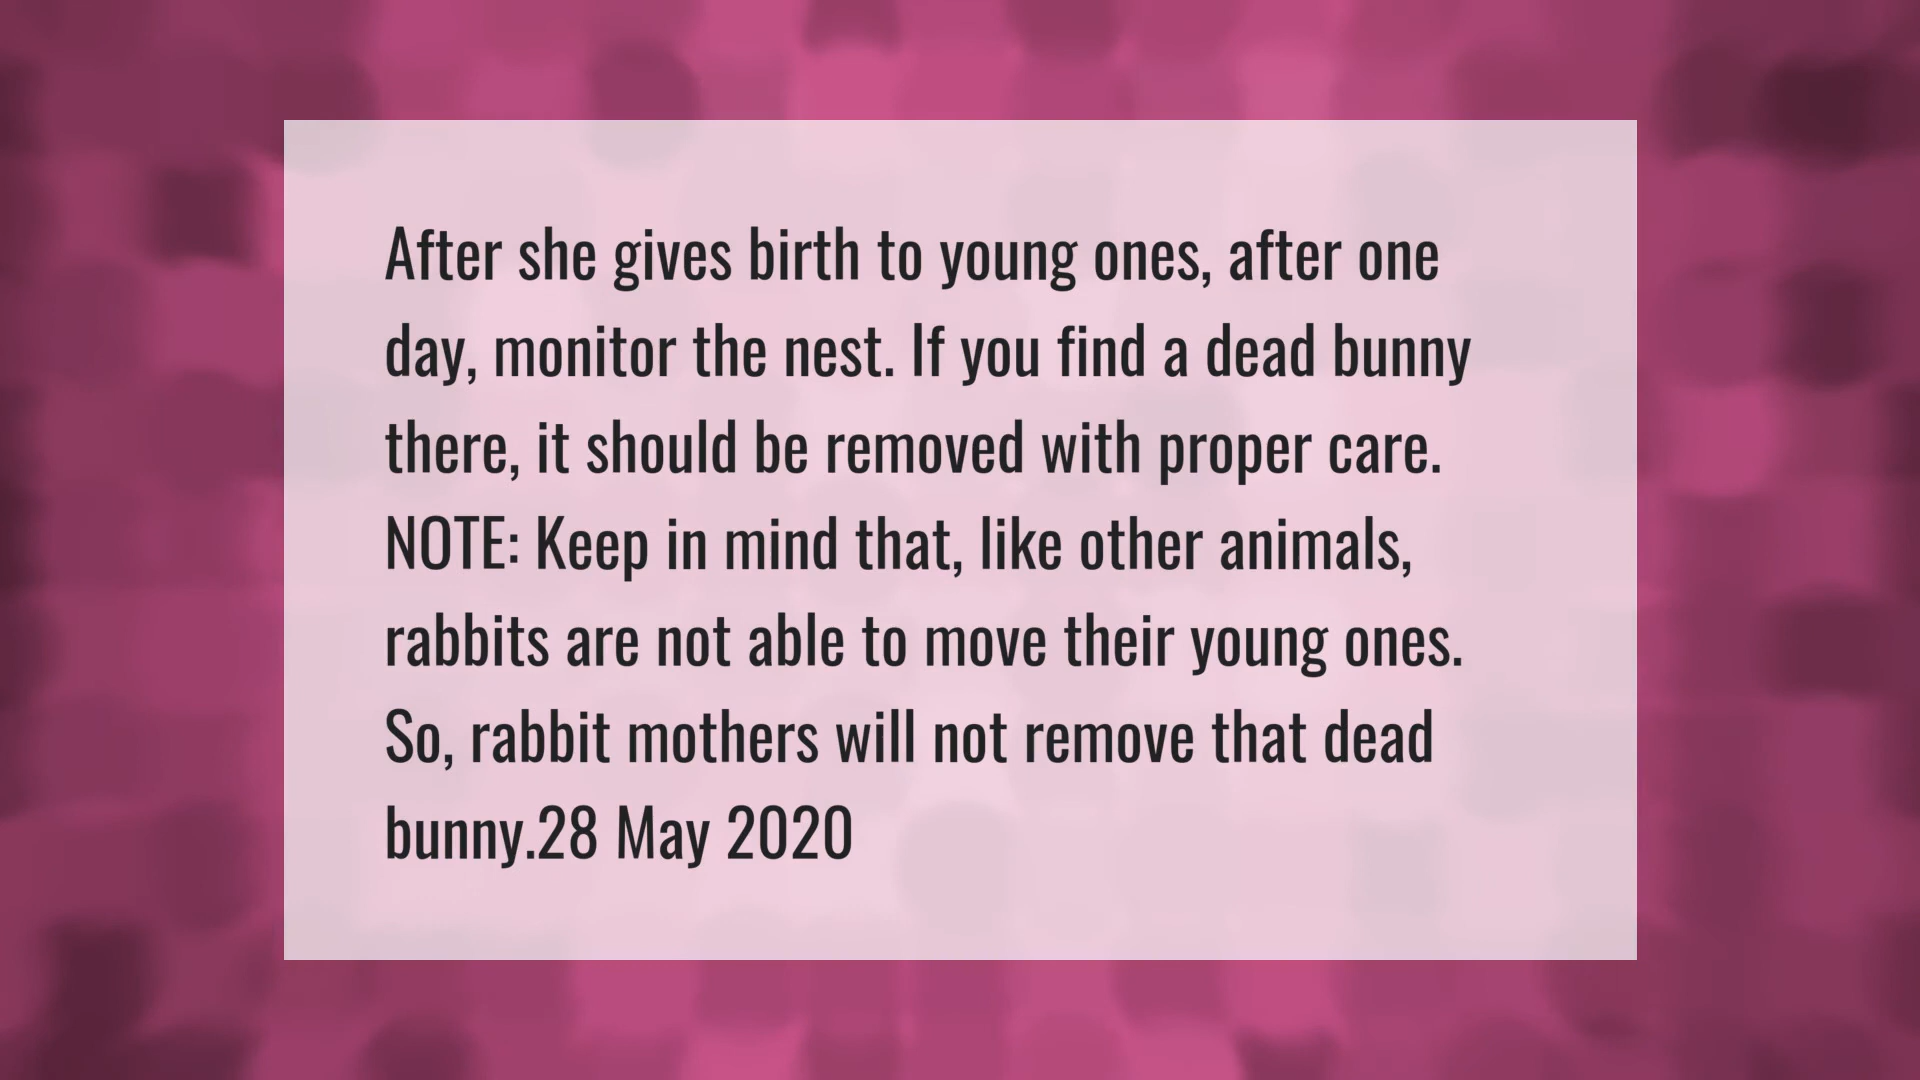 After she gives birth to young ones, after one
day, monitor the nest. If you find a dead bunny
there, it should be removed with proper care.
NOTE: Keep in mind that, like other animals,
rabbits are not able to move their young ones.
So, rabbit mothers will not remove that dead
bunny.28 May 2020